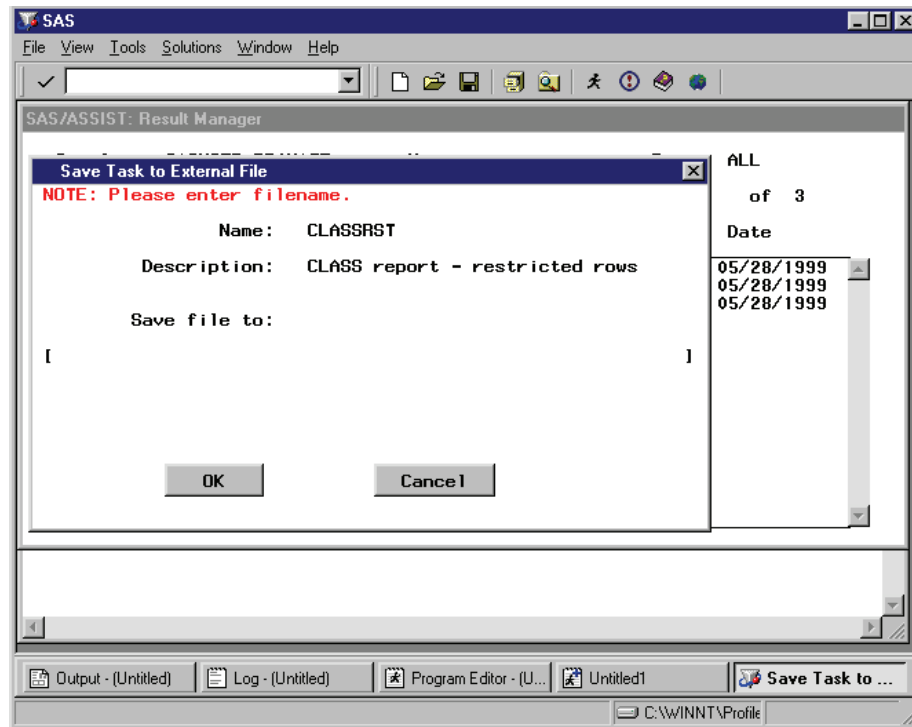 SAS
File View Tools Solutions Window Help
SAS/ASSIST: Result Manager
ALL
Save Task to External File
NOTE: Please enter filename.
of 3
Name: CLASSRST
Date
Description: CLASS report - restricted rows
05/28/1999
05/28/1999
05/28/1999
Save file to:
[ ]
OK Cancel
Output - (Untitled) Log - (Untitled) Program Editor - (U... Untitled1 Save Task to ...
C:\WINNT\Profile